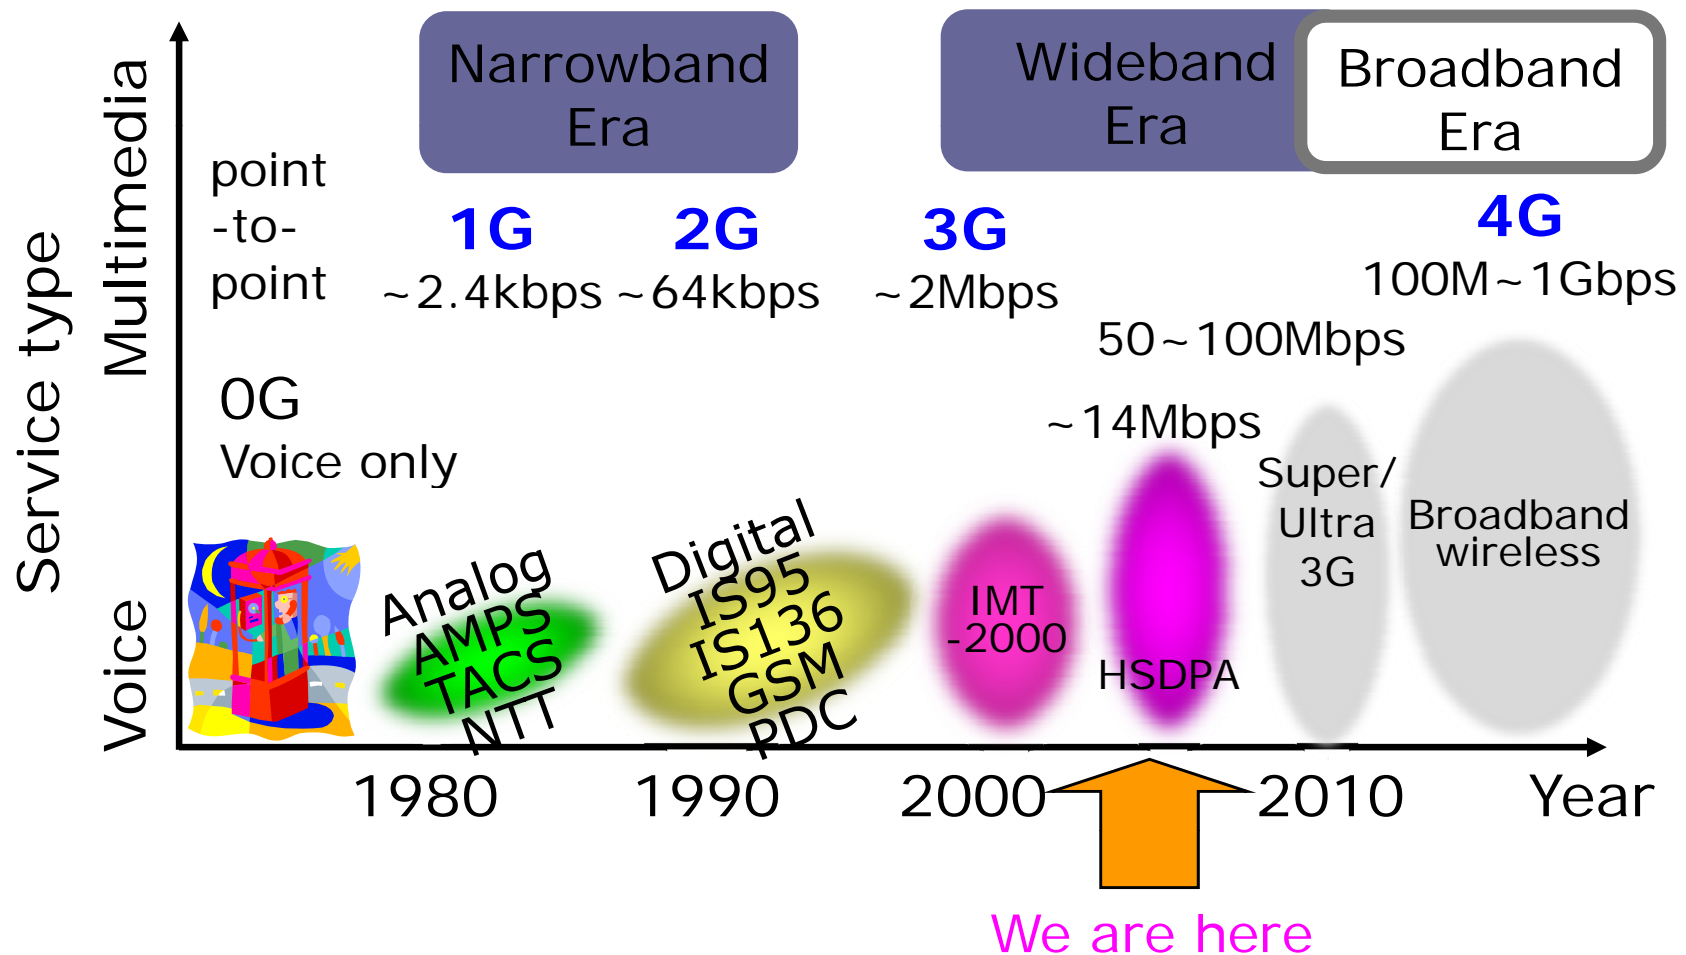 Narrowband
Era
Wideband
Era
Broadband
Era
Service type
Multimedia
Voice
point
-to-
point
1G
~2.4kbps
2G
~64kbps
3G
~2Mbps
4G
100M~1Gbps
50~100Mbps
~14Mbps
0G
Voice only
Analog
AMPS
TACS
NTT
Digital
IS95
IS136
GSM
PDC
IMT
-2000
HSDPA
Super/
Ultra
3G
Broadband
wireless
1980
1990
2000
2010
Year
We are here